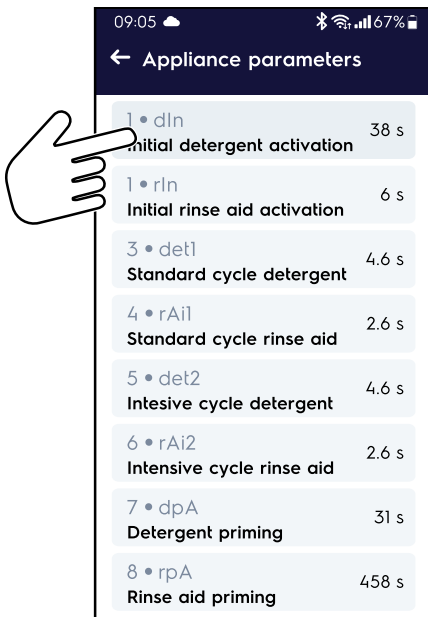 09:05 67%
← Appliance parameters
1 • dIn
Initial detergent activation 38 s
1 • rIn
Initial rinse aid activation 6 s
3 • det1
Standard cycle detergent 4.6 s
4 • rAi1
Standard cycle rinse aid 2.6 s
5 • det2
Intesive cycle detergent 4.6 s
6 • rAi2
Intensive cycle rinse aid 2.6 s
7 • dpA
Detergent priming 31 s
8 • rpA
Rinse aid priming 458 s